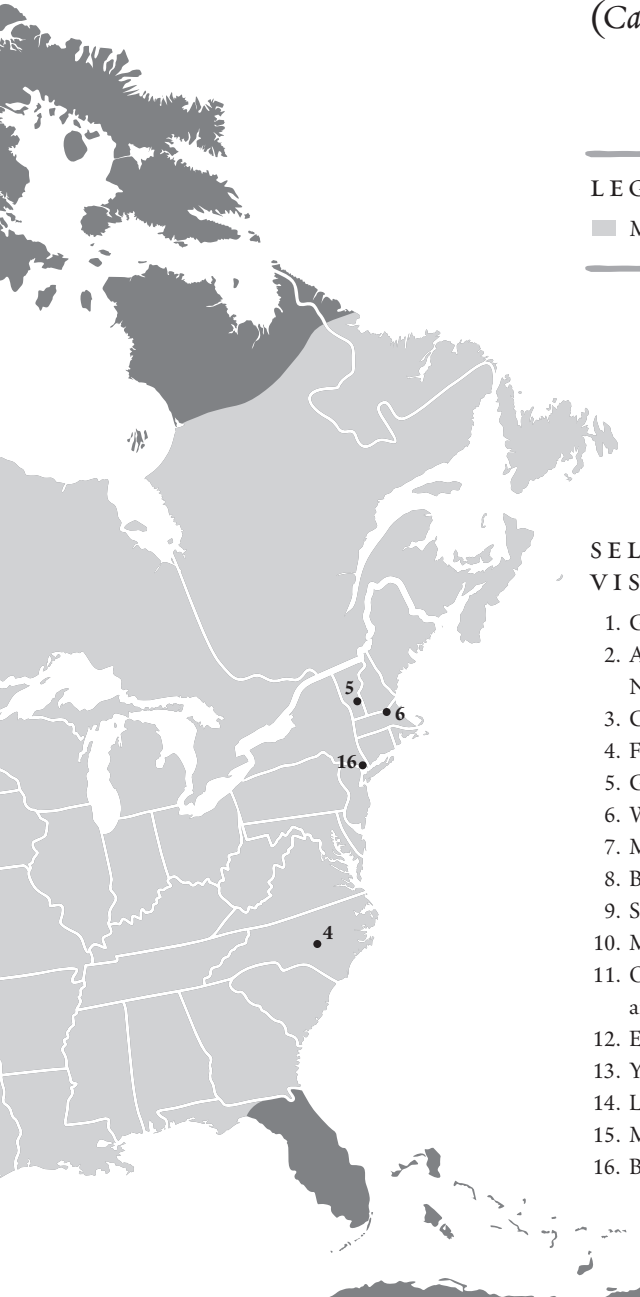 (Ca
LEG
M
5
6
16
4
SEL
VIS
1. C
2. A
N
3. C
4. F
5. G
6. W
7. M
8. B
9. S
10. M
11. C
a
12. E
13. Y
14. L
15. M
16. B